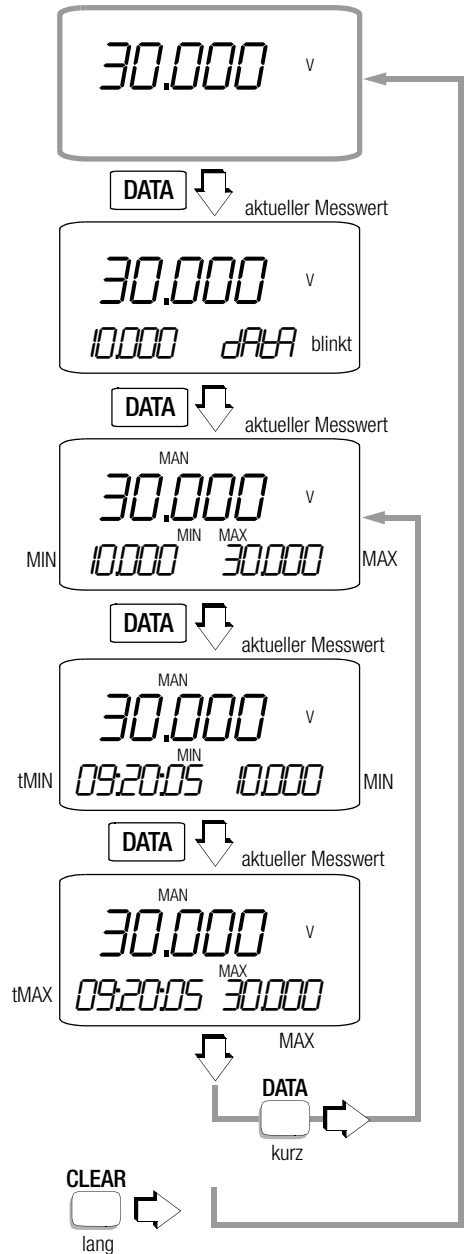 30.000 V
DATA
aktueller Messwert
30.000 V
10.000 dAtA blinkt
DATA
aktueller Messwert
MAN
30.000 V
MIN MAX
MIN 10.000 30.000 MAX
DATA
aktueller Messwert
MAN
30.000 V
MIN
tMIN 09:20:05 10.000 MIN
DATA
aktueller Messwert
MAN
30.000 V
MAX
tMAX 09:20:05 30.000
MAX
DATA
kurz
CLEAR
lang